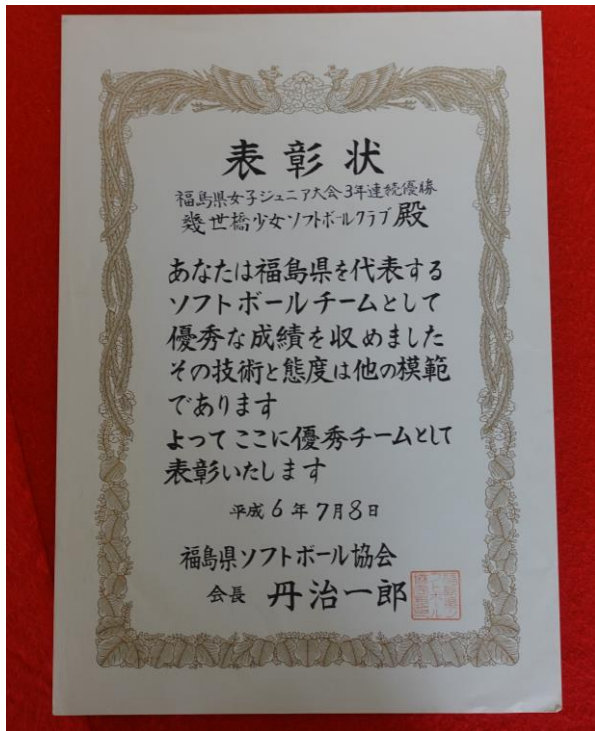 表彰状
福島県女子ジュニア大会3年連続優勝
幾世橋少女ソフトボールクラブ殿
あなたは福島県を代表する
ソフトボールチームとして
優秀な成績を収めました
その技術と態度は他の模範
であります
よってここに優秀チームとして
表彰いたします
平成6年7月8日
福島県ソフトボール協会
会長 丹治一郎